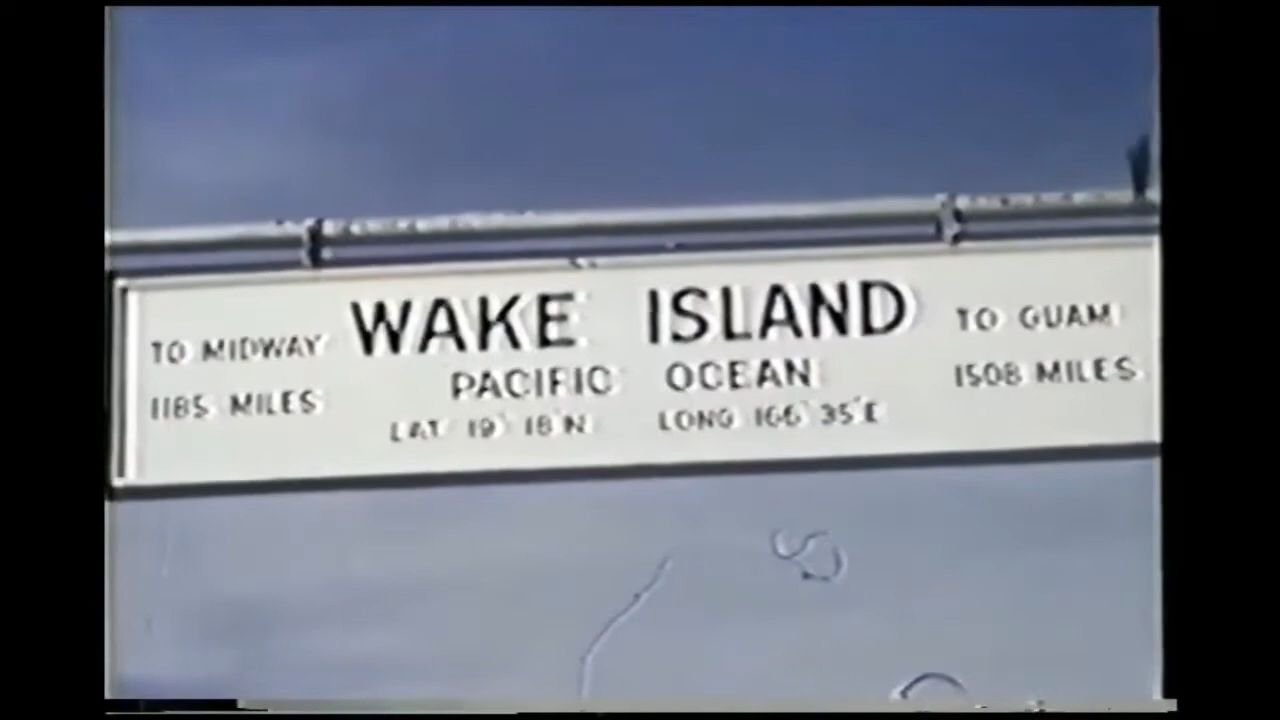 WAKE ISLAND
PACIFIC OCEAN
LAT 19° 18' N LONG 166° 35' E
TO MIDWAY
1185 MILES
TO GUAM
1508 MILES